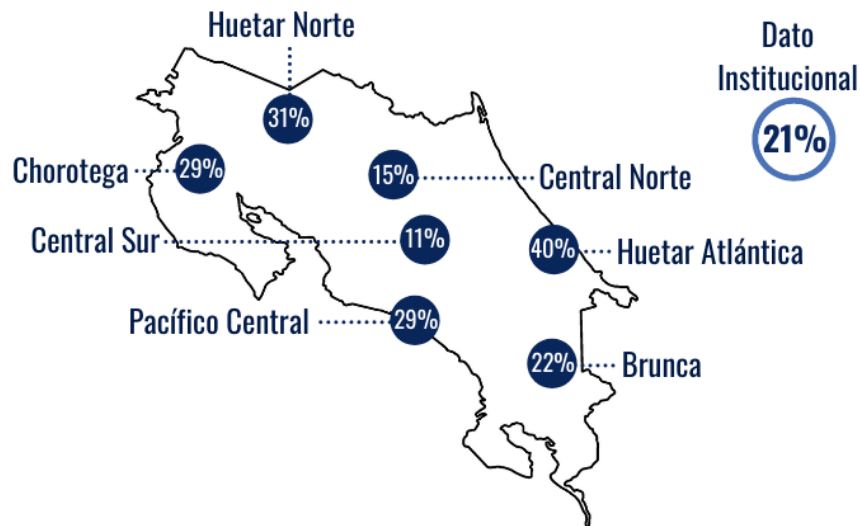 Huetar Norte
31%
Dato
Institucional
21%
Chorotega
29%
15%
Central Norte
Central Sur
11%
40%
Huetar Atlántica
Pacífico Central
29%
22%
Brunca